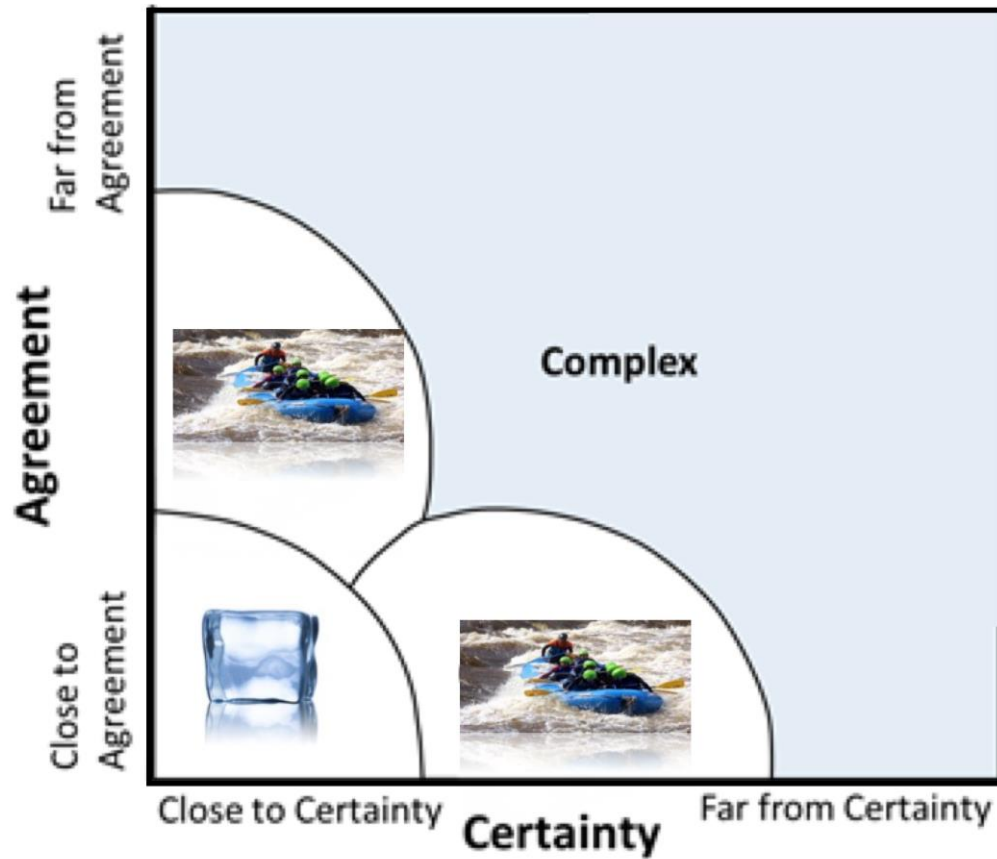 Far from
Agreement
Agreement
Close to
Agreement
Complex
Close to Certainty
Certainty
Far from Certainty